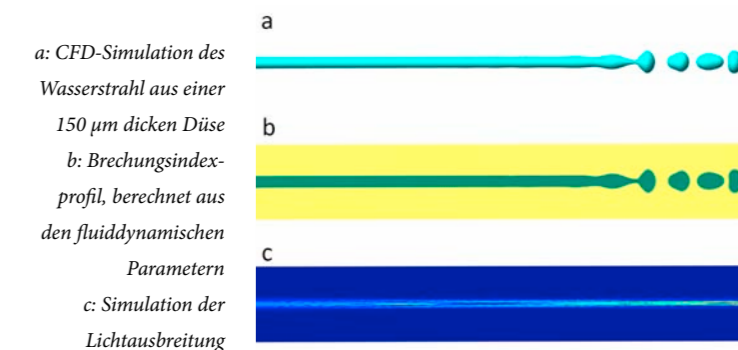 a: CFD-Simulation des
Wasserstrahl aus einer
150 µm dicken Düse
b: Brechungsindex-
profil, berechnet aus
den fluiddynamischen
Parametern
c: Simulation der
Lichtausbreitung
a
b
c